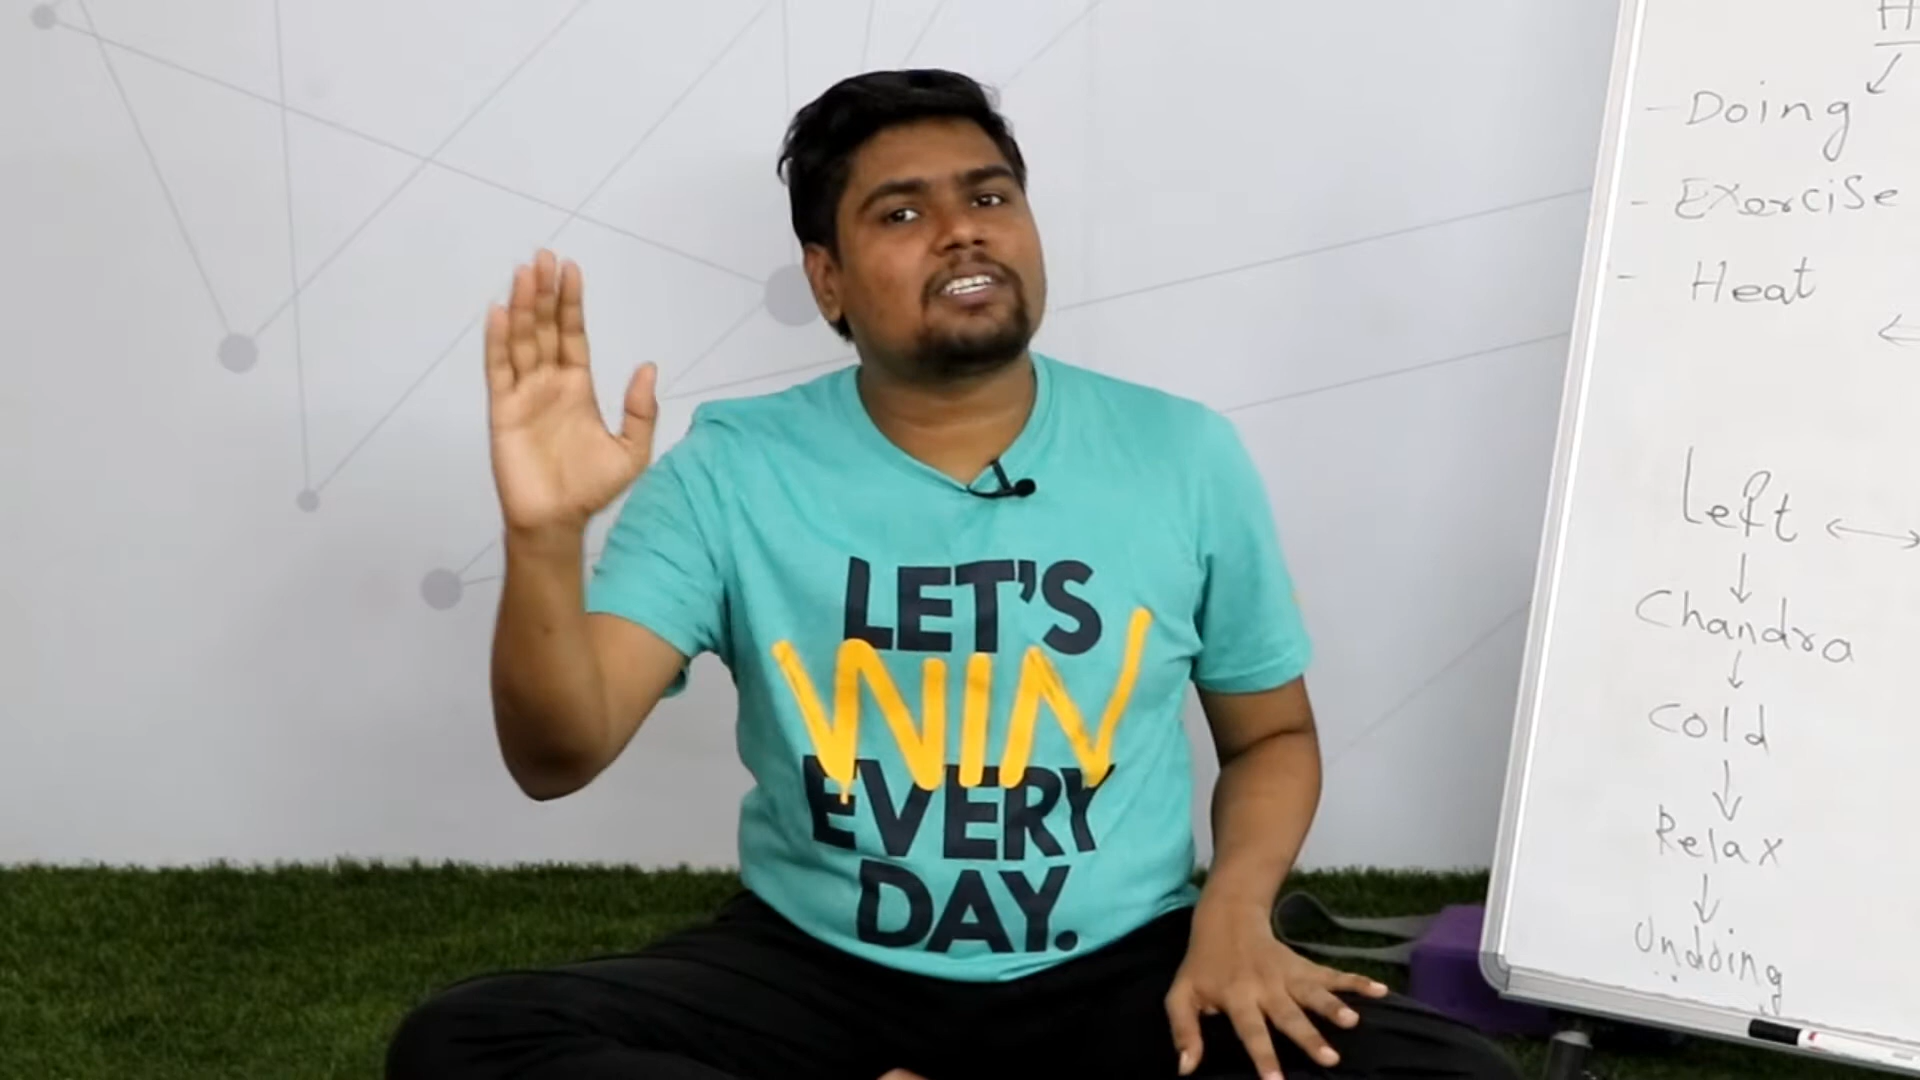 LET'S
WIN
EVERY
DAY.
- Doing
- Exercise
- Heat
Left
Chandra
Cold
Relax
Undoing